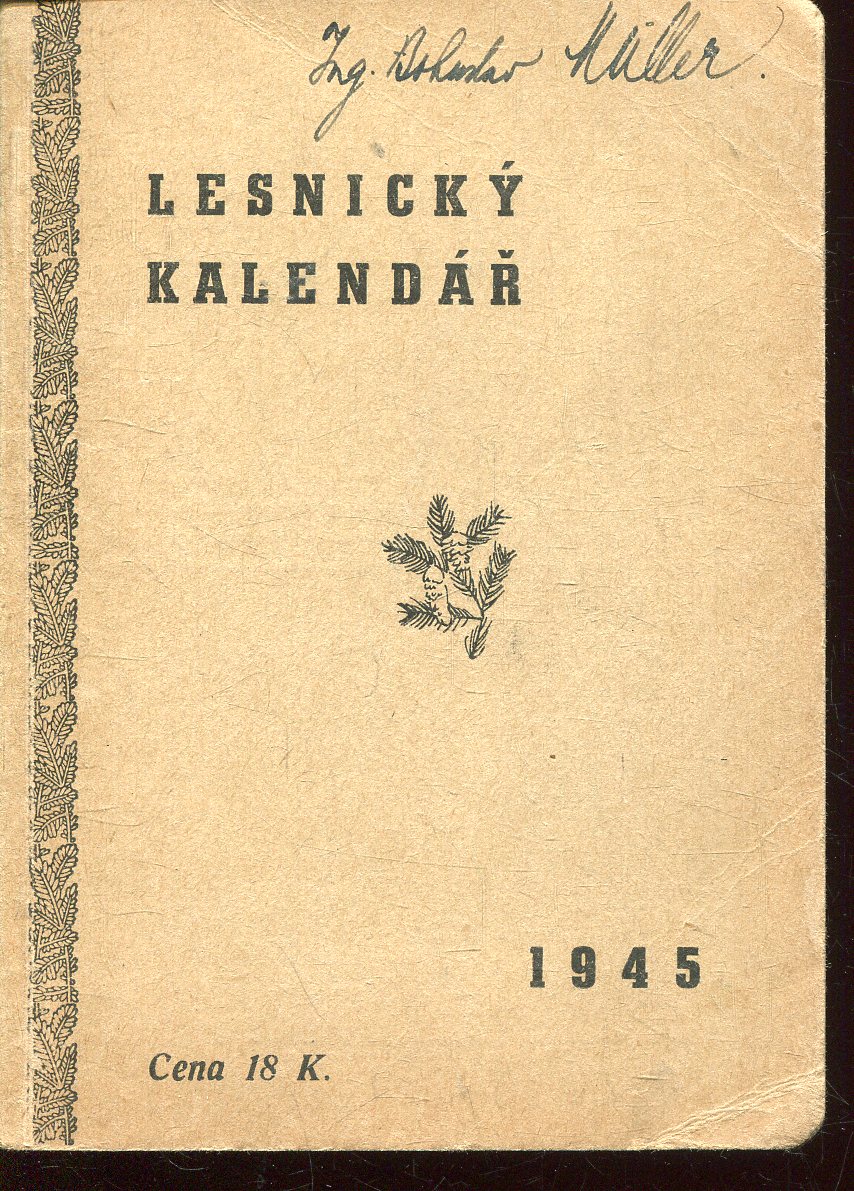 Ing. Bohuslav Müller.
LESNICKÝ
KALENDÁŘ
1945
Cena 18 K.